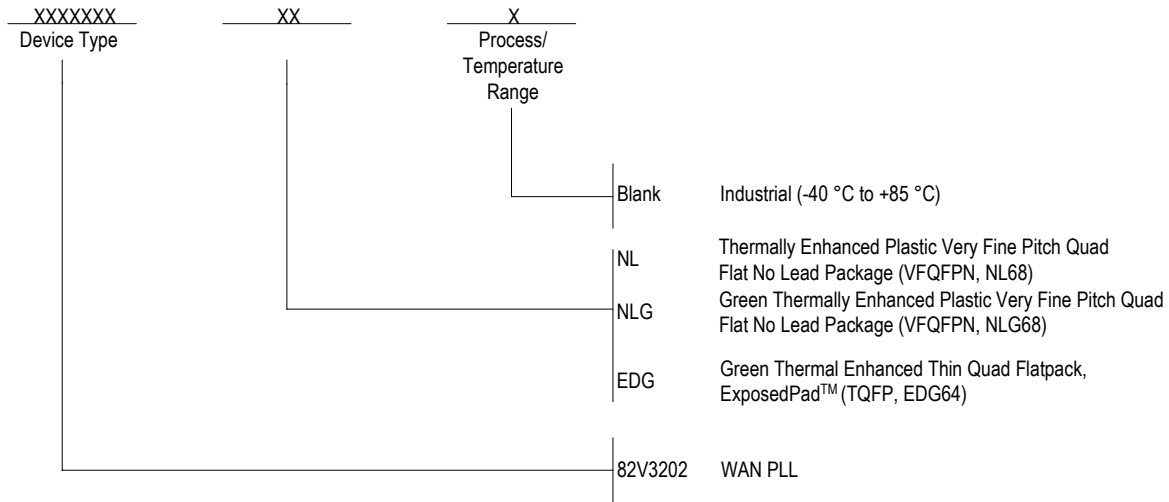 XXXXXXX XX X
Device Type
Process/
Temperature
Range
Blank Industrial (-40 °C to +85 °C)
NL Thermally Enhanced Plastic Very Fine Pitch Quad
Flat No Lead Package (VFQFPN, NL68)
NLG Green Thermally Enhanced Plastic Very Fine Pitch Quad
Flat No Lead Package (VFQFPN, NLG68)
EDG Green Thermal Enhanced Thin Quad Flatpack,
ExposedPad™ (TQFP, EDG64)
82V3202 WAN PLL